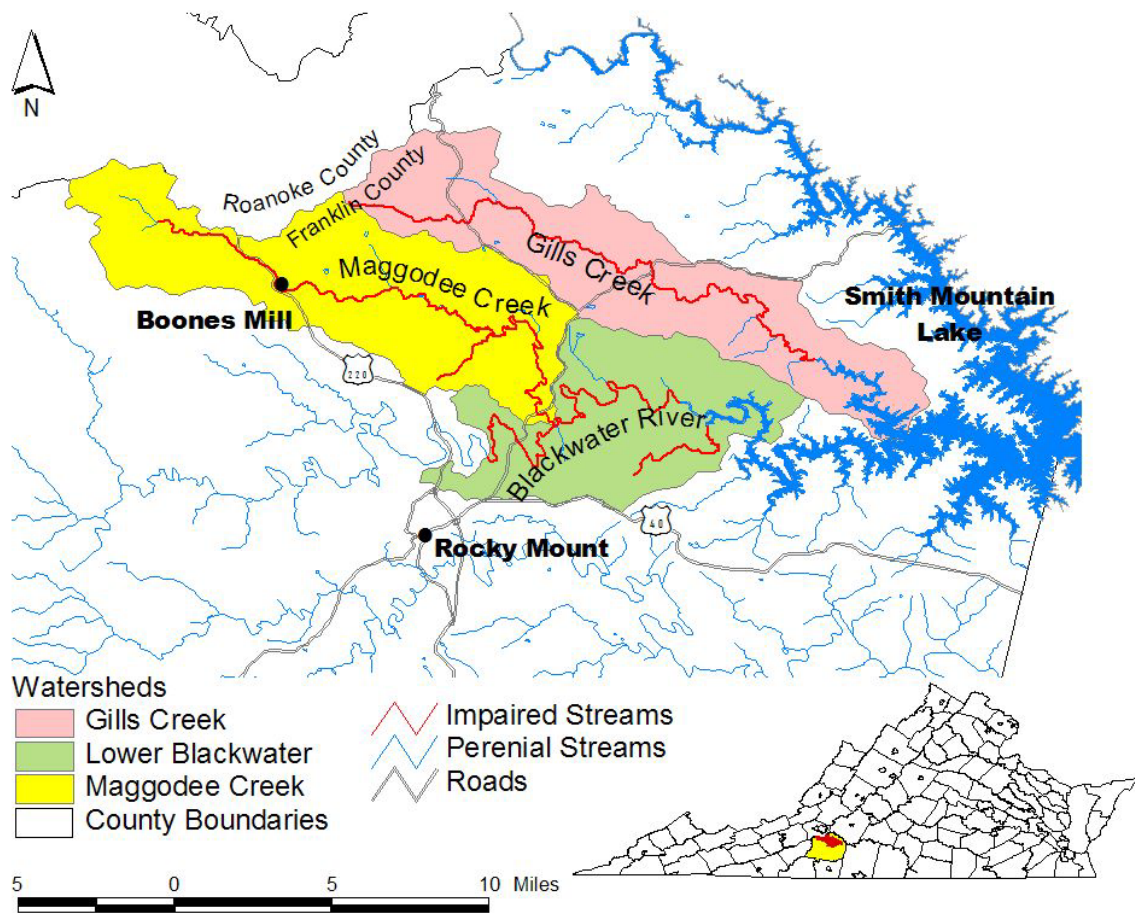 N
Roanoke County
Franklin County
Gills Creek
Maggodee Creek
Boones Mill
Smith Mountain
Lake
220
Blackwater River
40
Rocky Mount
Watersheds
Gills Creek
Lower Blackwater
Maggodee Creek
County Boundaries
Impaired Streams
Perenial Streams
Roads
5 0 5 10 Miles